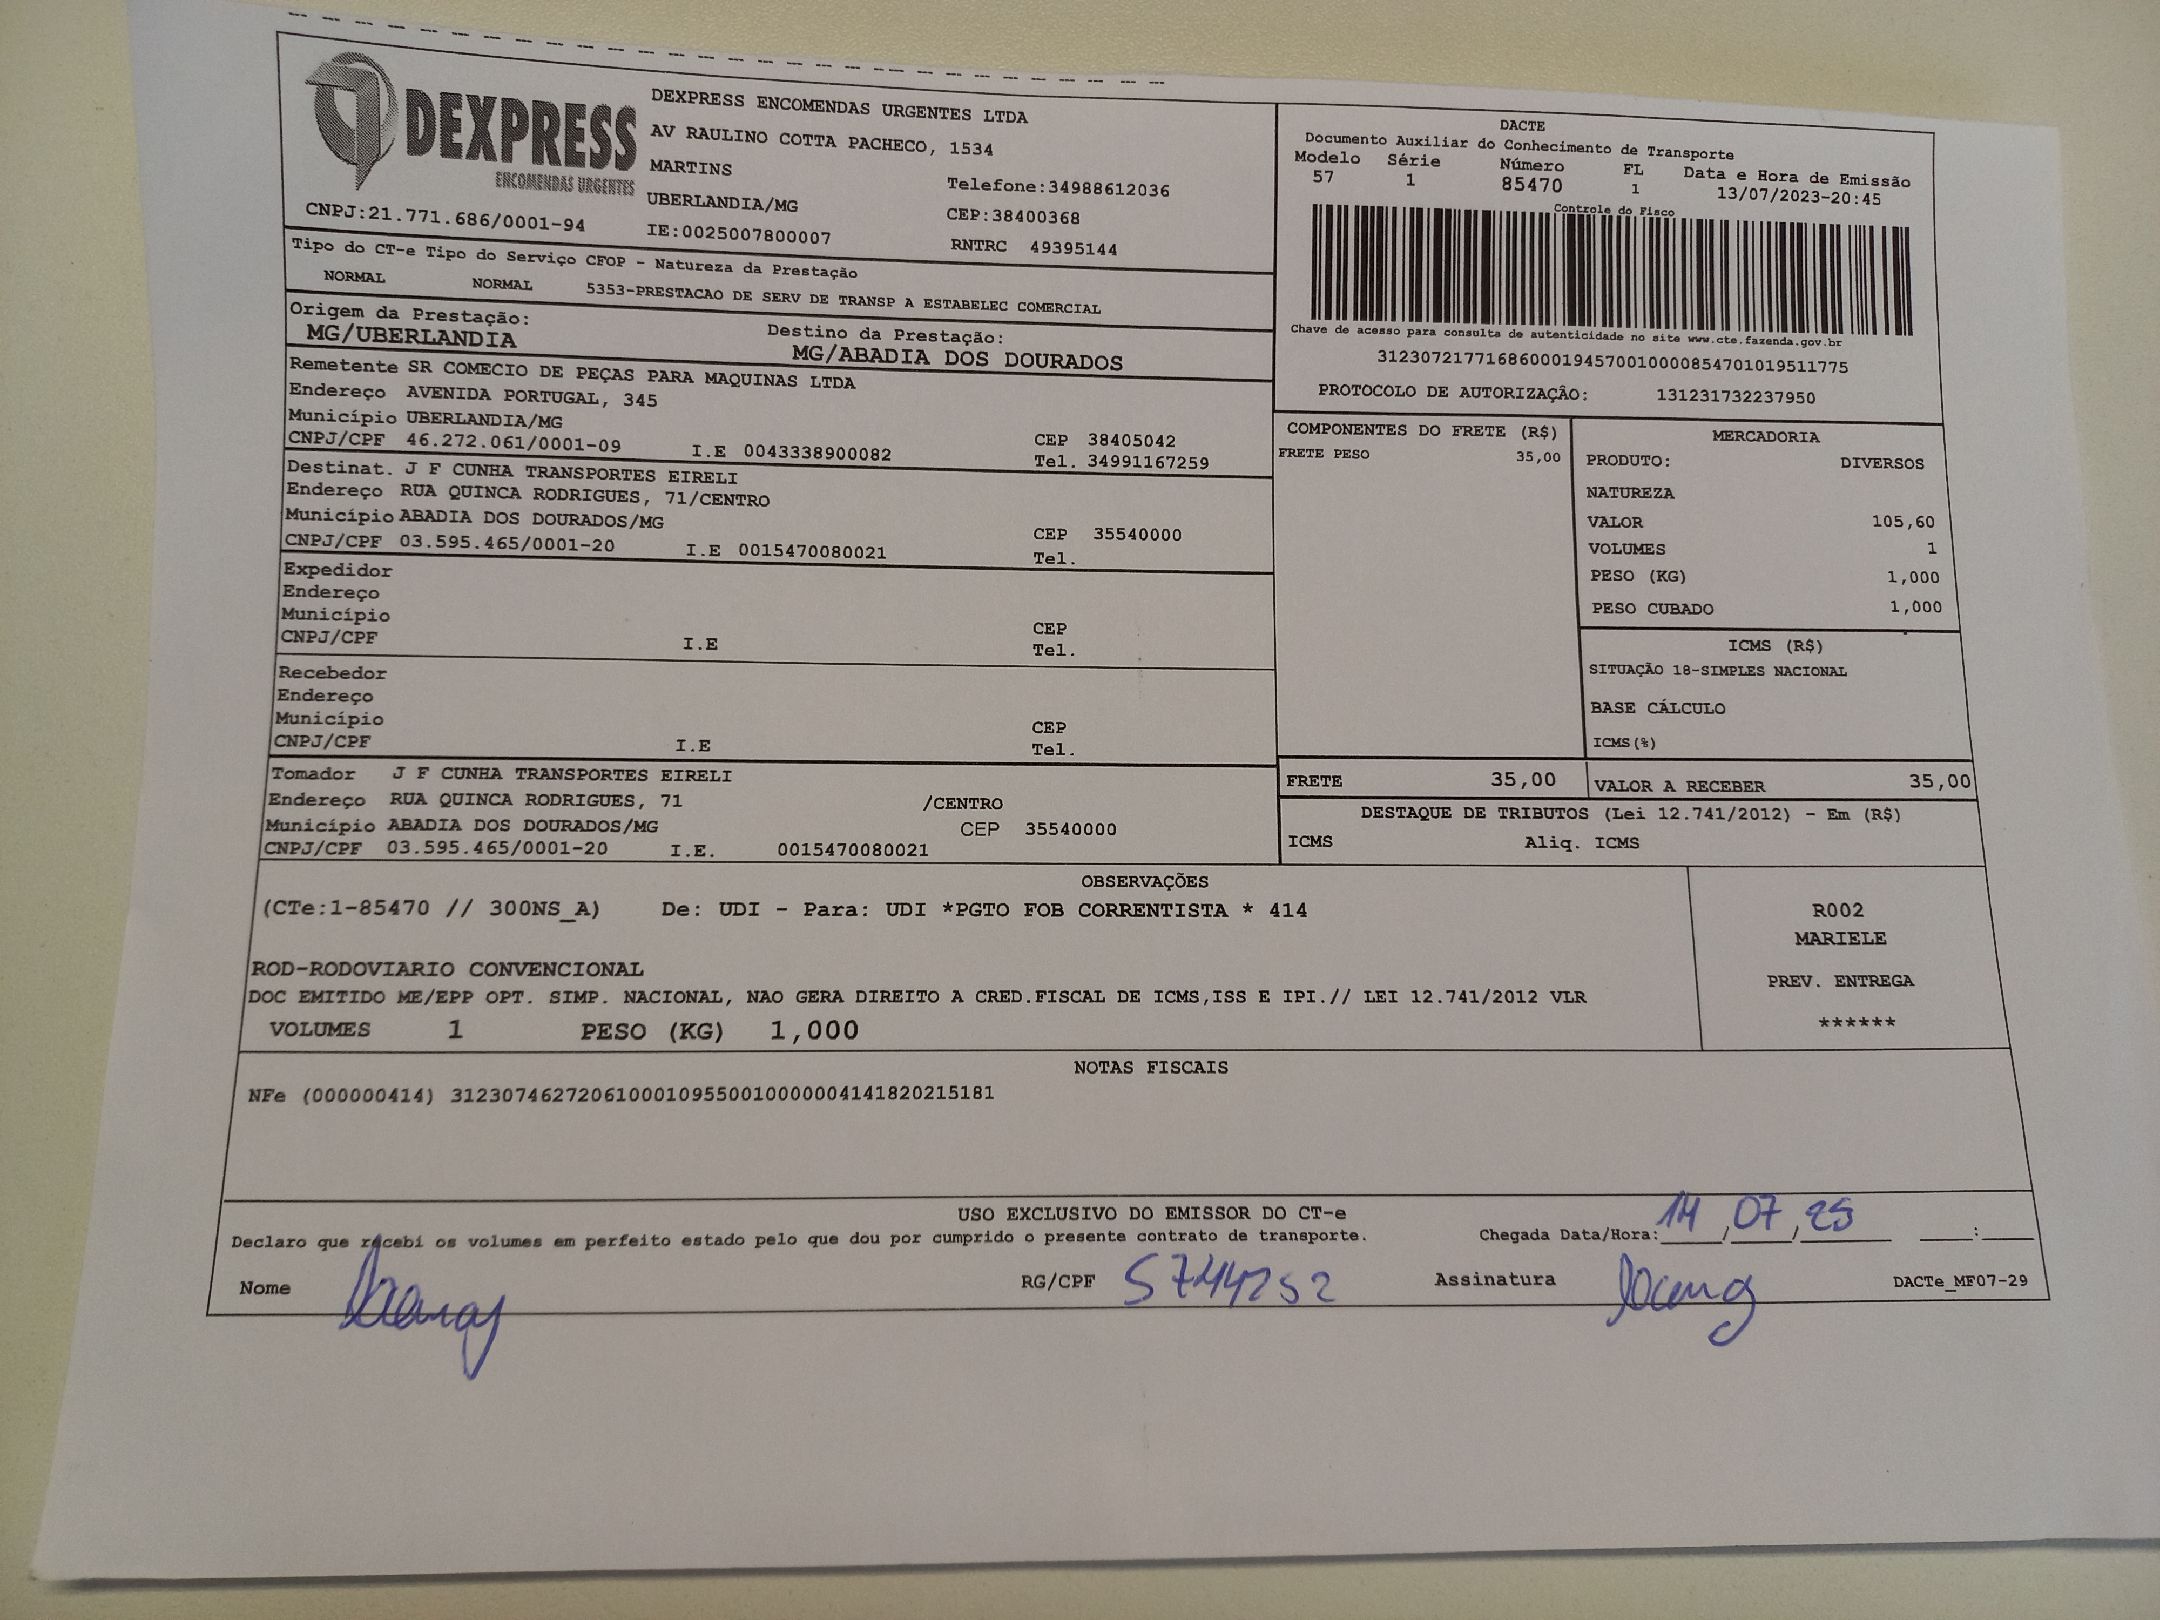 DEXPRESS
ENCOMENDAS URGENTES
CNPJ:21.771.686/0001-94
DEXPRESS ENCOMENDAS URGENTES LTDA
AV RAULINO COTTA PACHECO, 1534
MARTINS
Telefone:34988612036
UBERLANDIA/MG
CEP:38400368
IE:0025007800007
RNTRC 49395144
DACTE
Documento Auxiliar do Conhecimento de Transporte
Modelo Série Número FL Data e Hora de Emissão
57 1 85470 1 13/07/2023-20:45
Controle do Fisco
Chave de acesso para consulta de autenticidade no site www.cte.fazenda.gov.br
31230721771686000194570010000854701019511775
PROTOCOLO DE AUTORIZAÇÂO: 131231732237950
Tipo do CT-e Tipo do Serviço CFOP - Natureza da Prestação
NORMAL NORMAL 5353-PRESTACAO DE SERV DE TRANSP A ESTABELEC COMERCIAL
Origem da Prestação: Destino da Prestação:
MG/UBERLANDIA MG/ABADIA DOS DOURADOS
Remetente SR COMECIO DE PEÇAS PARA MAQUINAS LTDA
Endereço AVENIDA PORTUGAL, 345
Município UBERLANDIA/MG CEP 38405042
CNPJ/CPF 46.272.061/0001-09 I.E 0043338900082 Tel. 34991167259
Destinat. J F CUNHA TRANSPORTES EIRELI
Endereço RUA QUINCA RODRIGUES, 71/CENTRO
Município ABADIA DOS DOURADOS/MG CEP 35540000
CNPJ/CPF 03.595.465/0001-20 I.E 0015470080021 Tel.
Expedidor
Endereço
Município CEP
CNPJ/CPF I.E Tel.
Recebedor
Endereço
Município CEP
CNPJ/CPF I.E Tel.
Tomador J F CUNHA TRANSPORTES EIRELI
Endereço RUA QUINCA RODRIGUES, 71 /CENTRO
Município ABADIA DOS DOURADOS/MG CEP 35540000
CNPJ/CPF 03.595.465/0001-20 I.E. 0015470080021
COMPONENTES DO FRETE (R$)
FRETE PESO 35,00
MERCADORIA
PRODUTO: DIVERSOS
NATUREZA
VALOR 105,60
VOLUMES 1
PESO (KG) 1,000
PESO CUBADO 1,000
ICMS (R$)
SITUAÇÃO 18-SIMPLES NACIONAL
BASE CÁLCULO
ICMS(%)
FRETE 35,00 VALOR A RECEBER 35,00
DESTAQUE DE TRIBUTOS (Lei 12.741/2012) - Em (R$)
ICMS Aliq. ICMS
OBSERVAÇÕES
(CTe:1-85470 // 300NS_A) De: UDI - Para: UDI *PGTO FOB CORRENTISTA * 414
ROD-RODOVIARIO CONVENCIONAL
DOC EMITIDO ME/EPP OPT. SIMP. NACIONAL, NAO GERA DIREITO A CRED.FISCAL DE ICMS,ISS E IPI.// LEI 12.741/2012 VLR
VOLUMES 1 PESO (KG) 1,000
R002
MARIELE
PREV. ENTREGA
******
NOTAS FISCAIS
NFe (000000414) 31230746272061000109550010000004141820215181
USO EXCLUSIVO DO EMISSOR DO CT-e
Declaro que recebi os volumes em perfeito estado pelo que dou por cumprido o presente contrato de transporte. Chegada Data/Hora: 14/07/ :
Nome RG/CPF 5744252 Assinatura DACTe_MF07-29